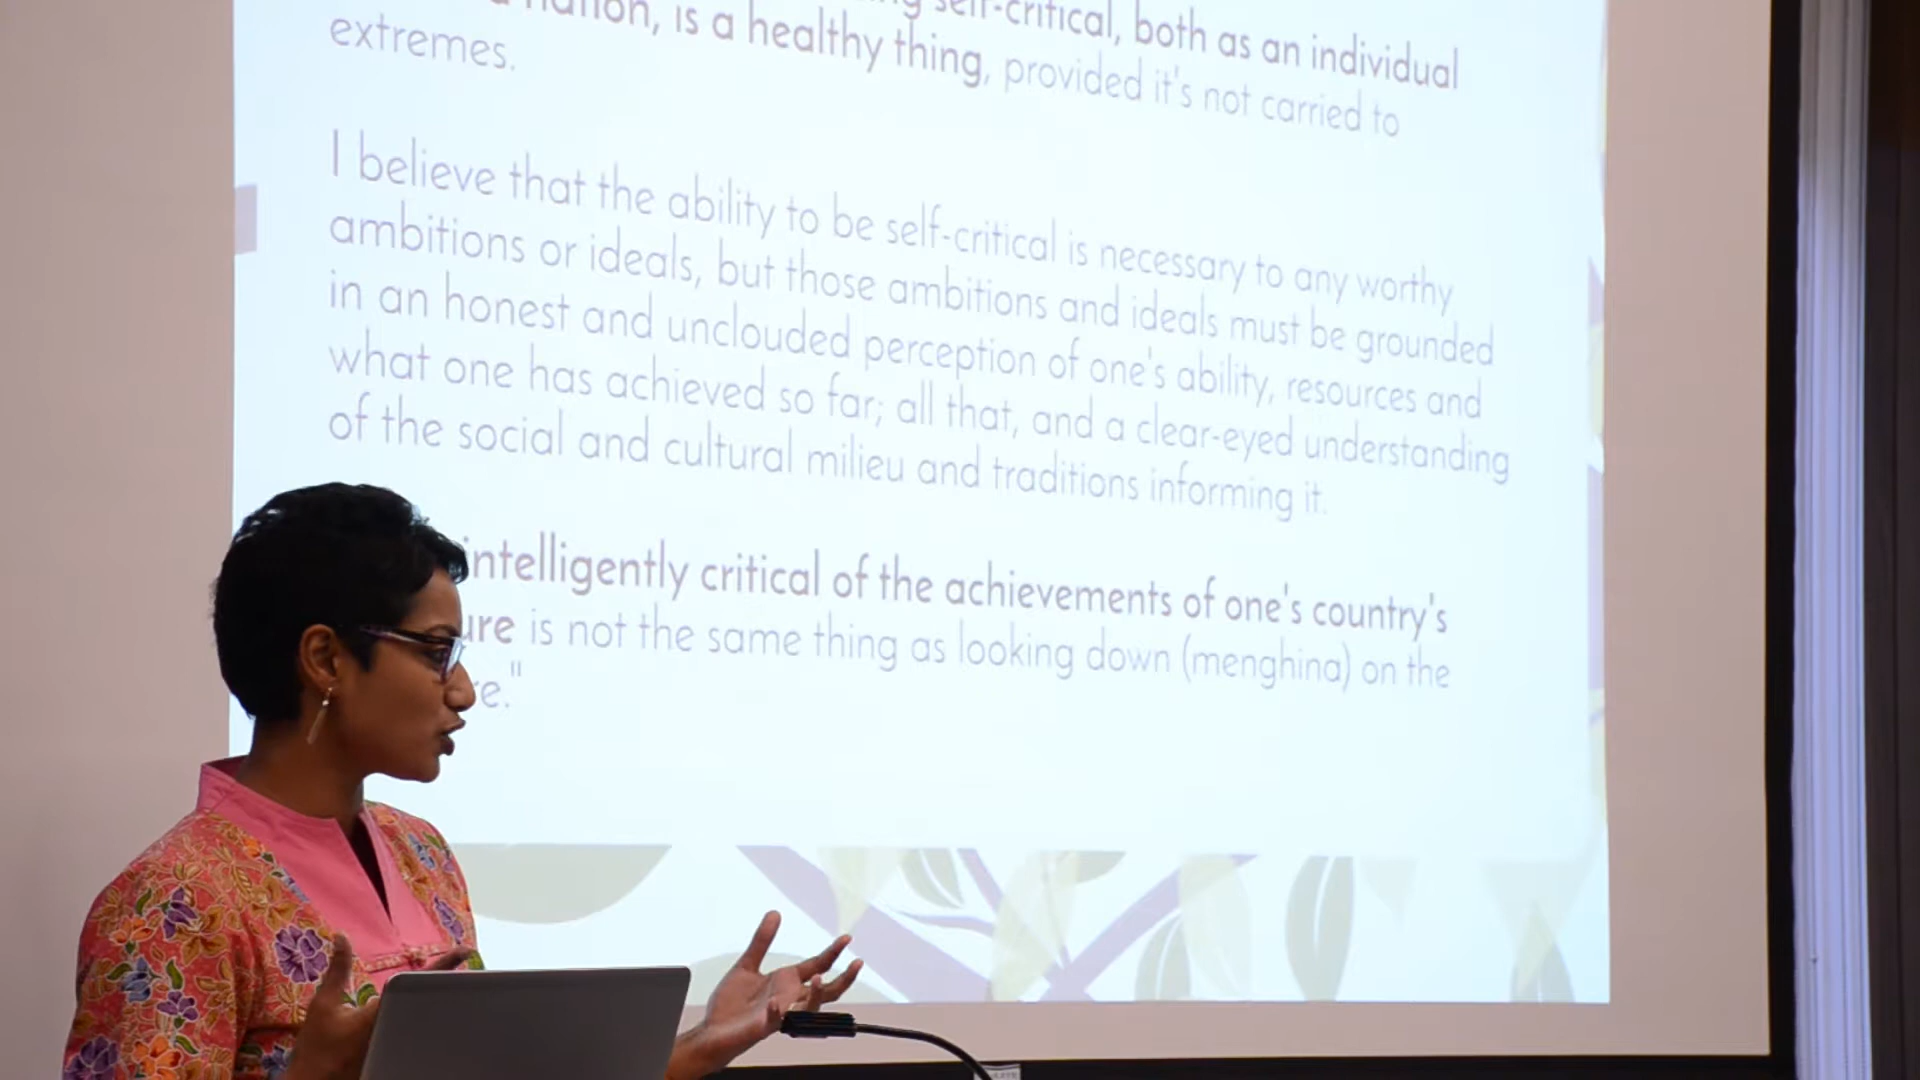 self-critical, both as an individual
nation, is a healthy thing, provided it's not carried to
extremes.
I believe that the ability to be self-critical is necessary to any worthy
ambitions or ideals, but those ambitions and ideals must be grounded
in an honest and unclouded perception of one's ability, resources and
what one has achieved so far; all that, and a clear-eyed understanding
of the social and cultural milieu and traditions informing it.
intelligently critical of the achievements of one's country's
ure is not the same thing as looking down (menghina) on the
e."